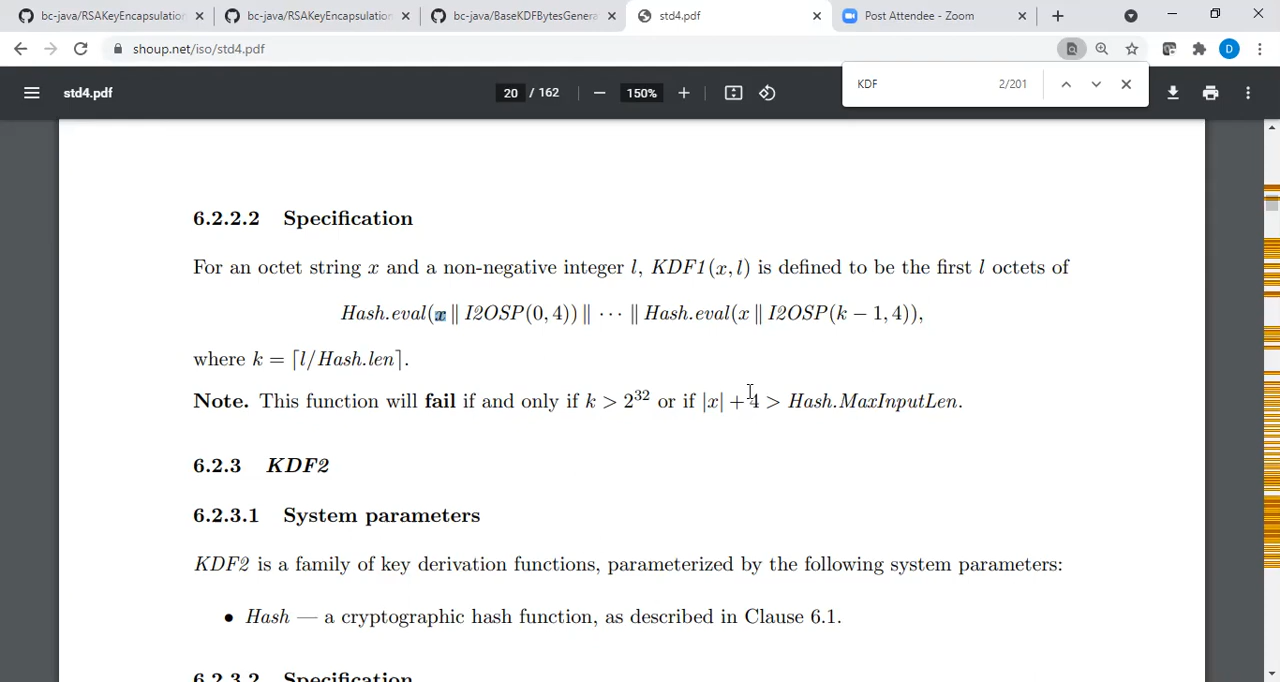 bc-java/RSAKeyEncapsulation
bc-java/RSAKeyEncapsulation
bc-java/BaseKDFBytesGenera
std4.pdf
Post Attendee - Zoom
shoup.net/iso/std4.pdf
D
KDF 2/201
std4.pdf
20 / 162
150%
6.2.2.2 Specification
For an octet string x and a non-negative integer l, KDF1(x, l) is defined to be the first l octets of
Hash.eval(x ∥ I2OSP(0, 4)) ∥ ··· ∥ Hash.eval(x ∥ I2OSP(k − 1, 4)),
where k = ⌈l/Hash.len⌉.
Note. This function will fail if and only if k > 2³² or if |x| + 4 > Hash.MaxInputLen.
6.2.3 KDF2
6.2.3.1 System parameters
KDF2 is a family of key derivation functions, parameterized by the following system parameters:
• Hash — a cryptographic hash function, as described in Clause 6.1.
6.2.3.2 Specification